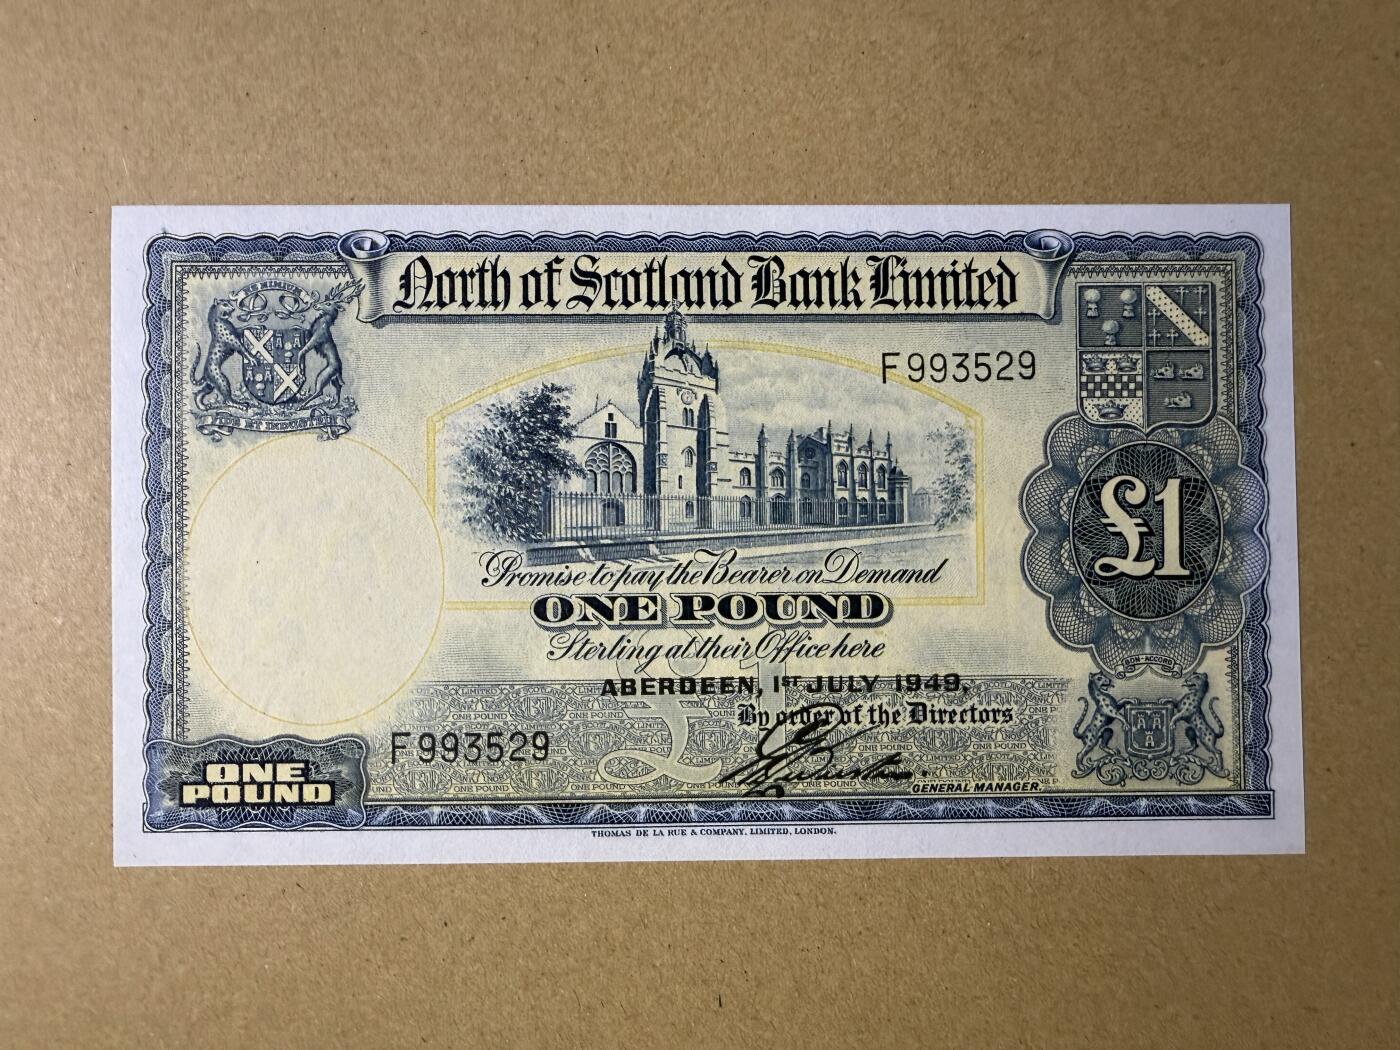 North of Scotland Bank Limited
NE NIMIUM
F993529
£1
Promise to pay the Bearer on Demand
ONE POUND
Sterling at their Office here
BON-ACCORD
ABERDEEN, 1ST JULY 1949.
By order of the Directors
F993529
ONE
POUND
GENERAL MANAGER.
THOMAS DE LA RUE & COMPANY, LIMITED, LONDON.